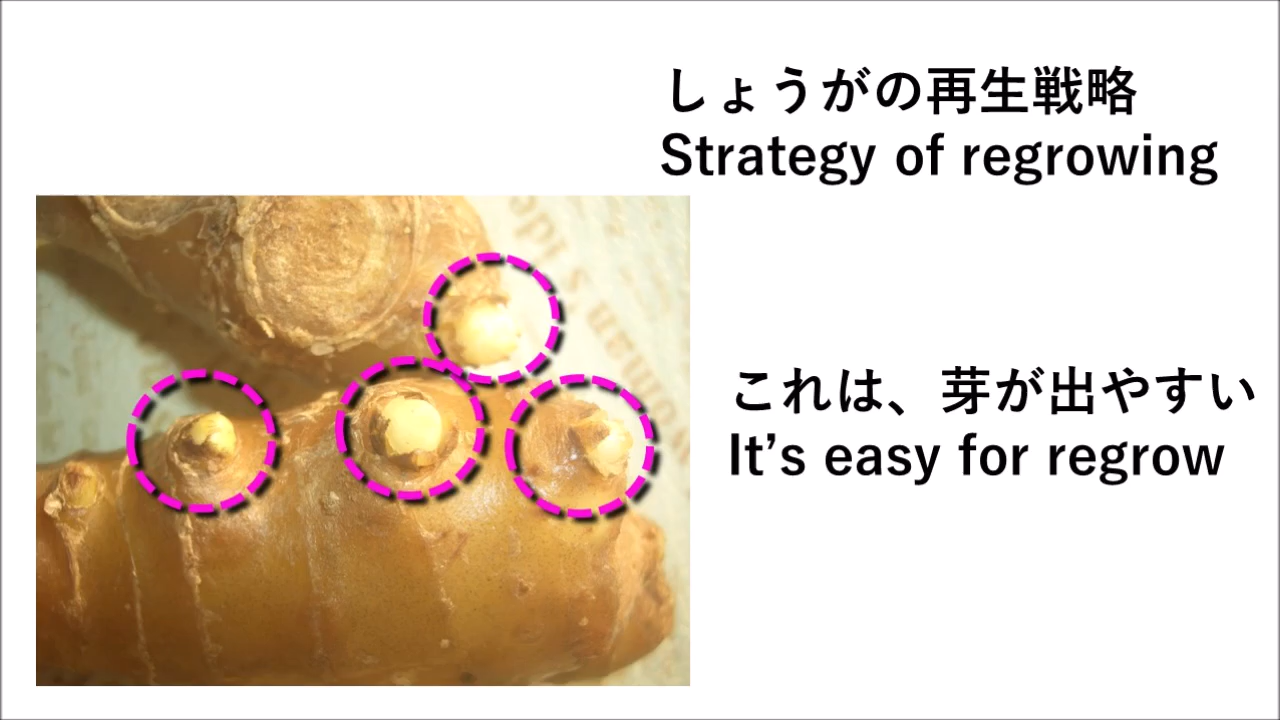 しょうがの再生戦略
Strategy of regrowing
これは、芽が出やすい
It’s easy for regrow